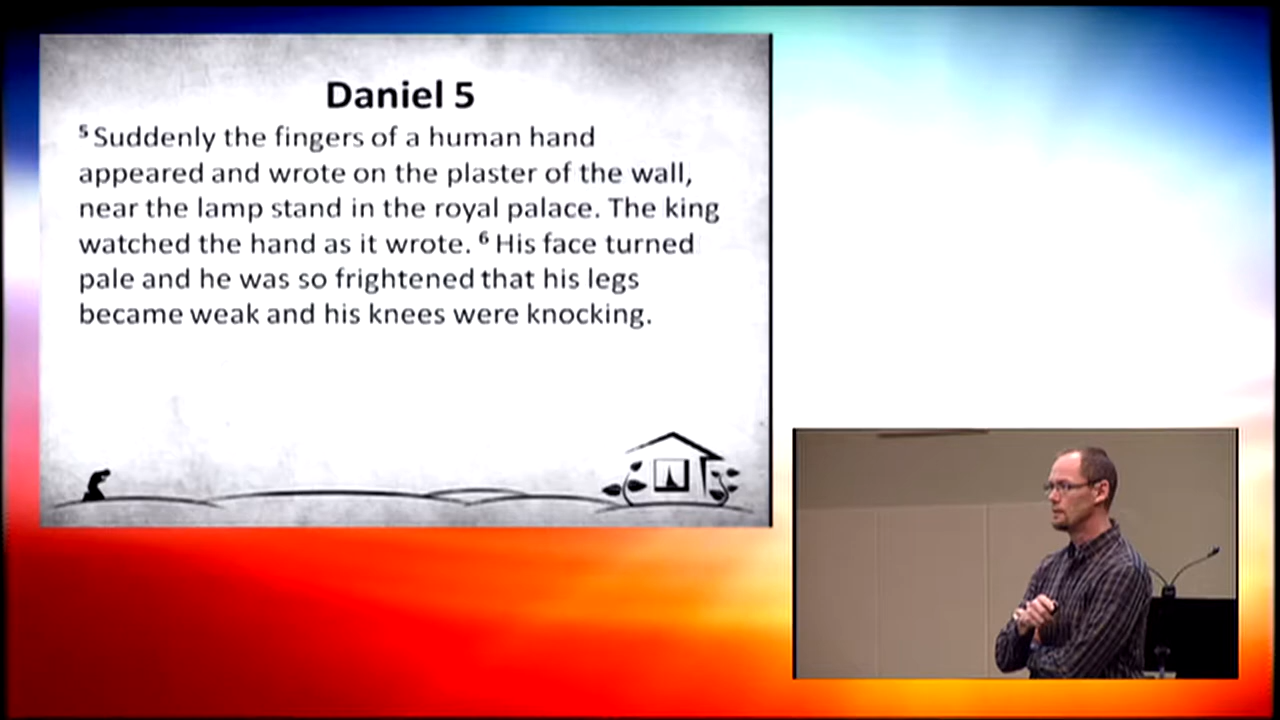 Daniel 5
⁵ Suddenly the fingers of a human hand
appeared and wrote on the plaster of the wall,
near the lamp stand in the royal palace. The king
watched the hand as it wrote. ⁶ His face turned
pale and he was so frightened that his legs
became weak and his knees were knocking.